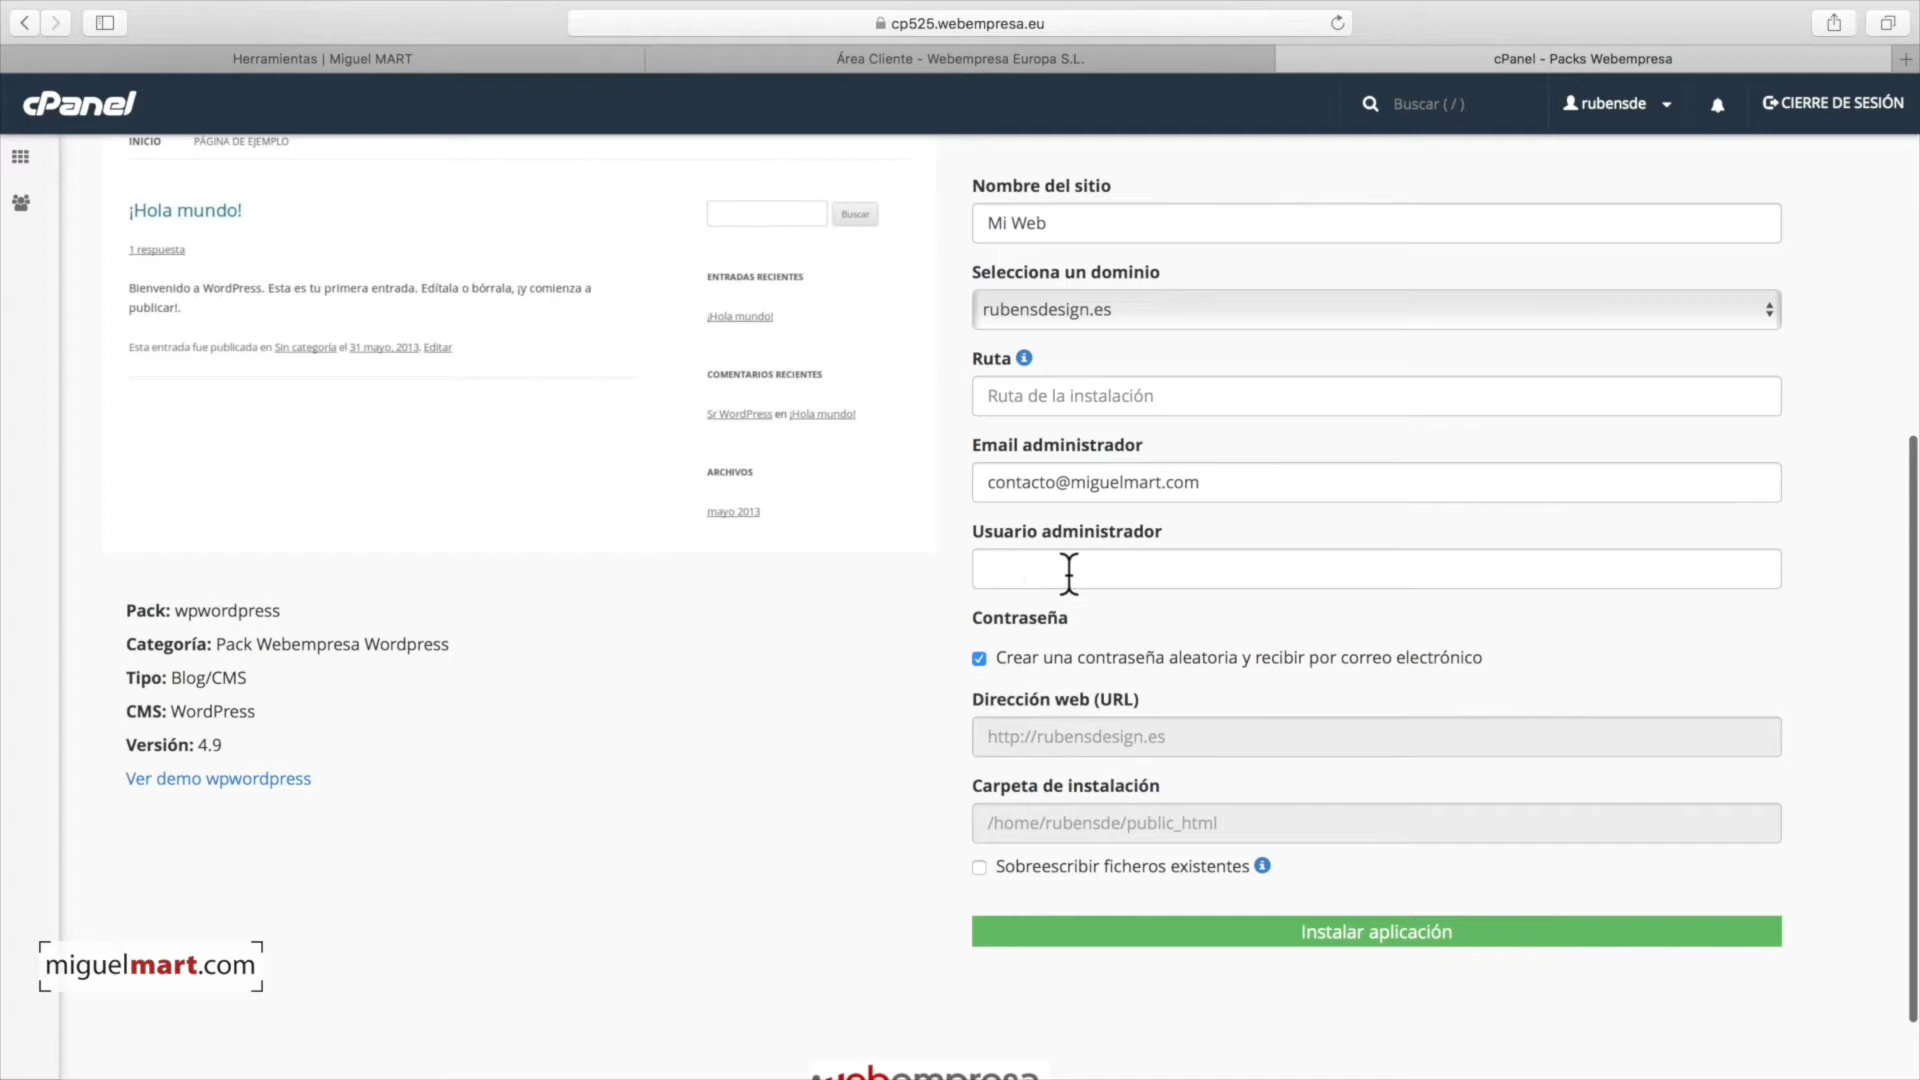 cp525.webempresa.eu
Herramientas | Miguel MART
Área Cliente - Webempresa Europa S.L.
cPanel - Packs Webempresa
cPanel
Buscar ( / )
rubensde
CIERRE DE SESIÓN
INICIO
PÁGINA DE EJEMPLO
¡Hola mundo!
1 respuesta
Bienvenido a WordPress. Esta es tu primera entrada. Edítala o bórrala, ¡y comienza a
publicar!.
Esta entrada fue publicada en Sin categoría el 31 mayo, 2013. Editar
Buscar
ENTRADAS RECIENTES
¡Hola mundo!
COMENTARIOS RECIENTES
Sr WordPress en ¡Hola mundo!
ARCHIVOS
mayo 2013
Pack: wpwordpress
Categoría: Pack Webempresa Wordpress
Tipo: Blog/CMS
CMS: WordPress
Versión: 4.9
Ver demo wpwordpress
Nombre del sitio
Mi Web
Selecciona un dominio
rubensdesign.es
Ruta
Ruta de la instalación
Email administrador
contacto@miguelmart.com
Usuario administrador
Contraseña
Crear una contraseña aleatoria y recibir por correo electrónico
Dirección web (URL)
http://rubensdesign.es
Carpeta de instalación
/home/rubensde/public_html
Sobreescribir ficheros existentes
Instalar aplicación
miguelmart.com
webempresa